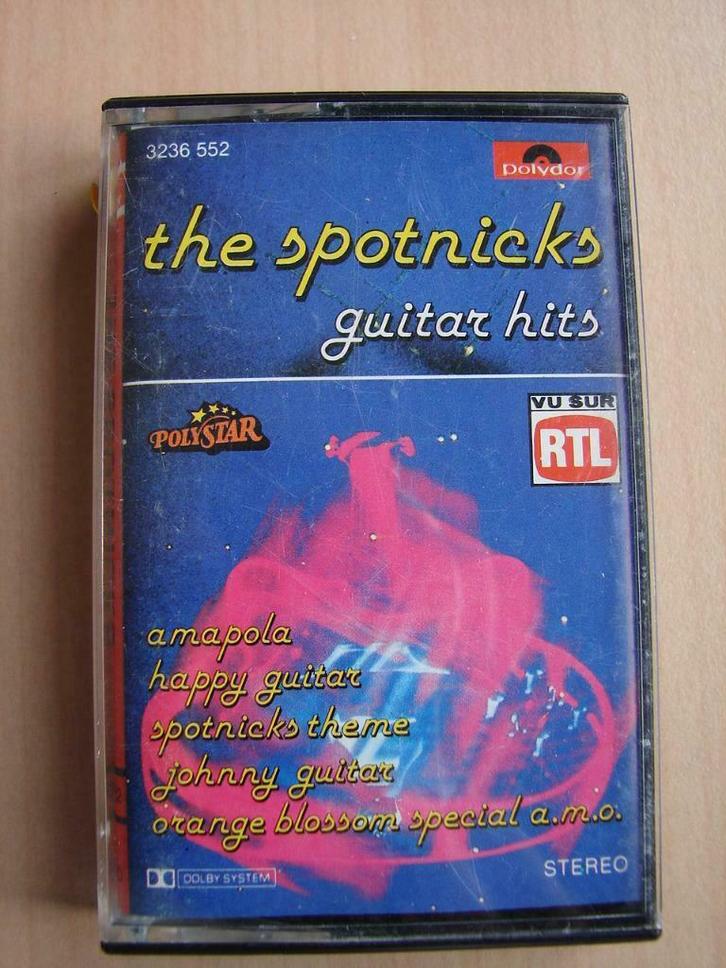 3236 552
polydor
the spotnicks
guitar hits
POLYSTAR
VU SUR
RTL
amapola
happy guitar
spotnicks theme
johnny guitar
orange blossom special a.m.o.
DOLBY SYSTEM
STEREO